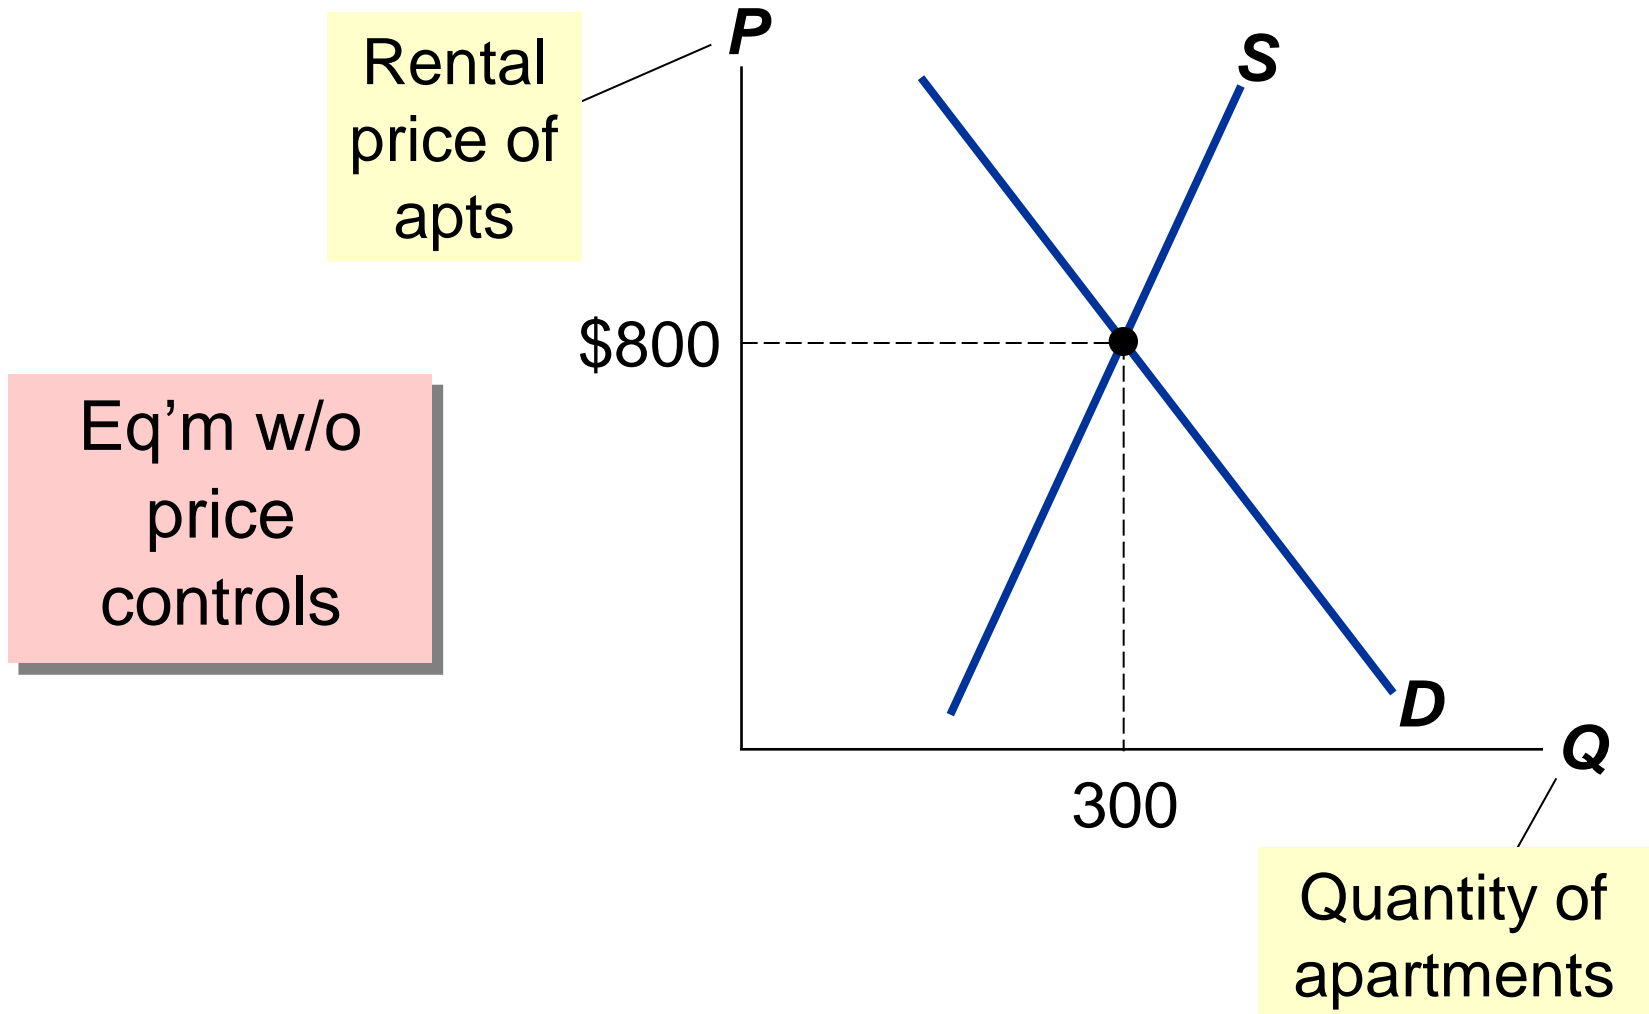 Rental
price of
apts
P
S
$800
Eq’m w/o
price
controls
D
Q
300
Quantity of
apartments